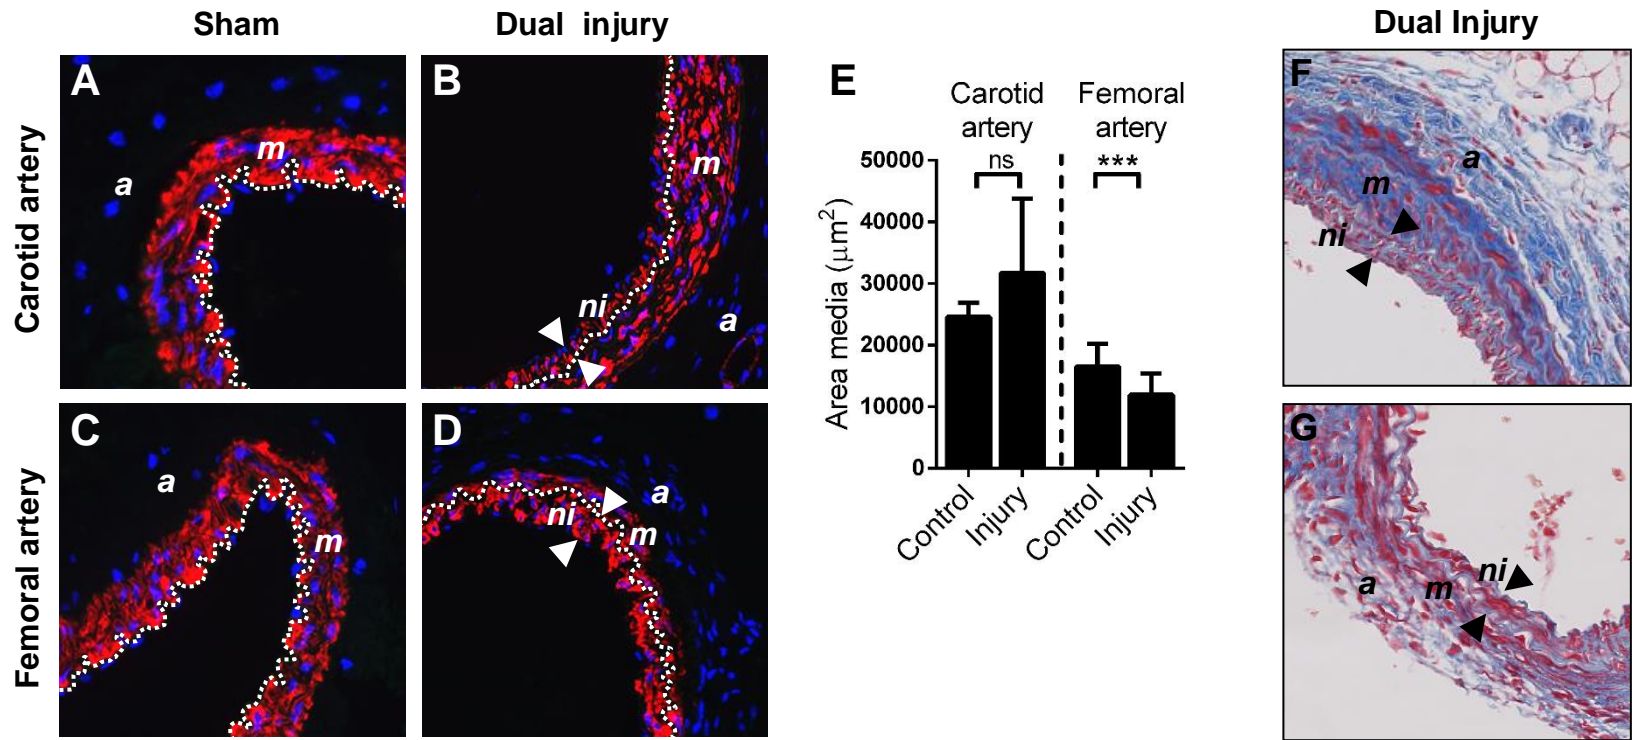 Sham
Dual injury
Dual Injury
Carotid artery
Femoral artery
A
a
m
B
m
ni
a
C
a
m
D
ni
a
m
E
Carotid
artery
Femoral
artery
ns
***
Area media (μm²)
50000
40000
30000
20000
10000
0
Control
Injury
Control
Injury
F
a
m
ni
G
a
m
ni